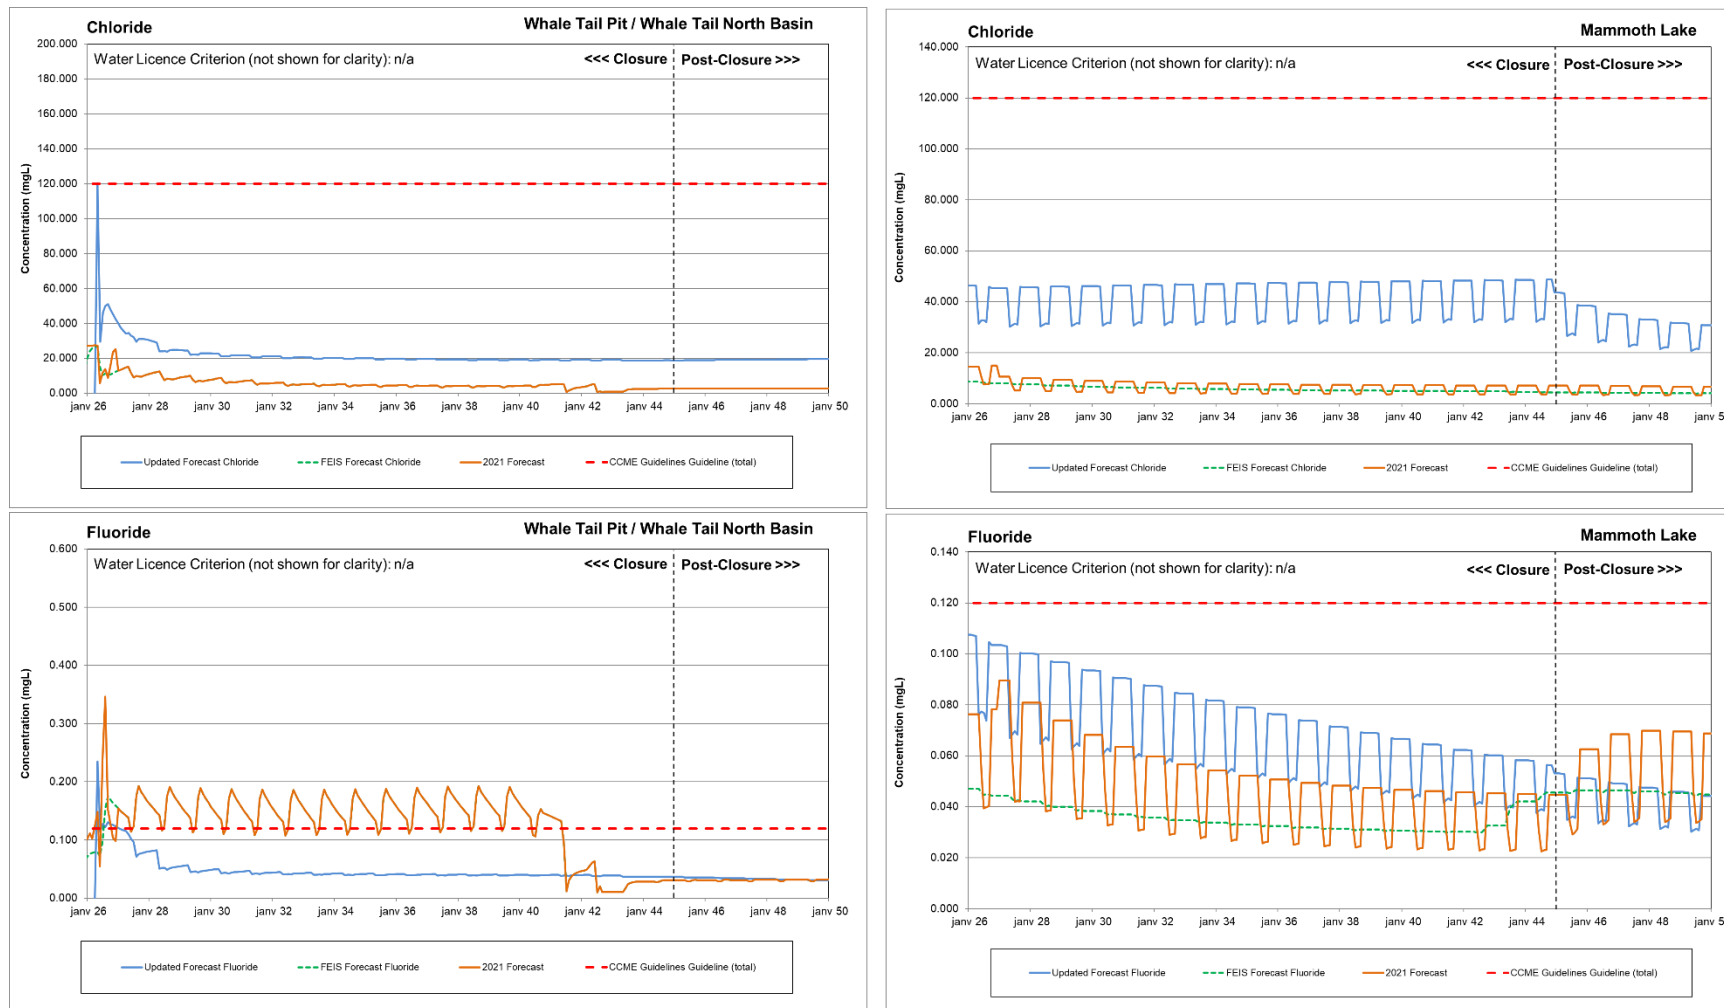 Chloride
Whale Tail Pit / Whale Tail North Basin
200.000
180.000
160.000
140.000
120.000
100.000
80.000
60.000
40.000
20.000
0.000
Concentration (mgL)
Water Licence Criterion (not shown for clarity): n/a
<<< Closure
Post-Closure >>>
janv 26
janv 28
janv 30
janv 32
janv 34
janv 36
janv 38
janv 40
janv 42
janv 44
janv 46
janv 48
janv 50
Updated Forecast Chloride
FEIS Forecast Chloride
2021 Forecast
CCME Guidelines Guideline (total)
Chloride
Mammoth Lake
140.000
120.000
100.000
80.000
60.000
40.000
20.000
0.000
Concentration (mgL)
Water Licence Criterion (not shown for clarity): n/a
<<< Closure
Post-Closure >>>
janv 26
janv 28
janv 30
janv 32
janv 34
janv 36
janv 38
janv 40
janv 42
janv 44
janv 46
janv 48
janv 5
Updated Forecast Chloride
FEIS Forecast Chloride
2021 Forecast
CCME Guidelines Guideline (total)
Fluoride
Whale Tail Pit / Whale Tail North Basin
0.600
0.500
0.400
0.300
0.200
0.100
0.000
Concentration (mgL)
Water Licence Criterion (not shown for clarity): n/a
<<< Closure
Post-Closure >>>
janv 26
janv 28
janv 30
janv 32
janv 34
janv 36
janv 38
janv 40
janv 42
janv 44
janv 46
janv 48
janv 50
Updated Forecast Fluoride
FEIS Forecast Fluoride
2021 Forecast
CCME Guidelines Guideline (total)
Fluoride
Mammoth Lake
0.140
0.120
0.100
0.080
0.060
0.040
0.020
0.000
Concentration (mgL)
Water Licence Criterion (not shown for clarity): n/a
<<< Closure
Post-Closure >>>
janv 26
janv 28
janv 30
janv 32
janv 34
janv 36
janv 38
janv 40
janv 42
janv 44
janv 46
janv 48
janv 5
Updated Forecast Fluoride
FEIS Forecast Fluoride
2021 Forecast
CCME Guidelines Guideline (total)